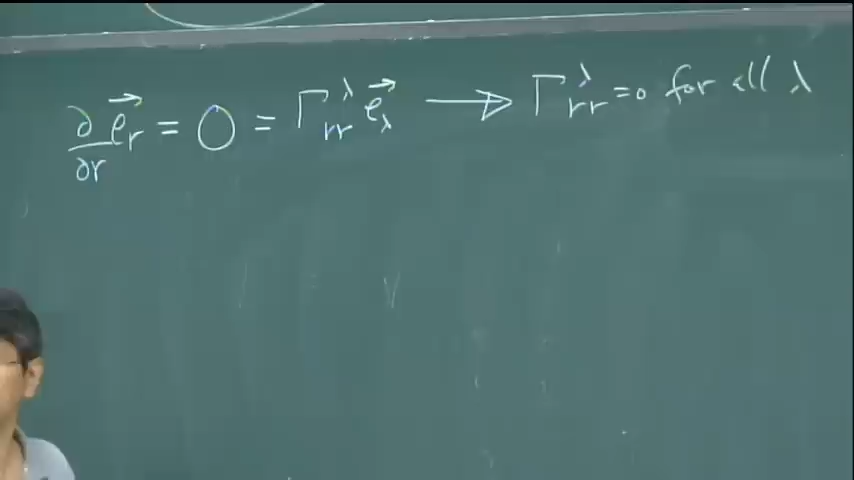 ∂/∂r e⃗_r = 0 = Γ^λ_rr e⃗_λ ⟶ Γ^λ_rr = 0 for all λ